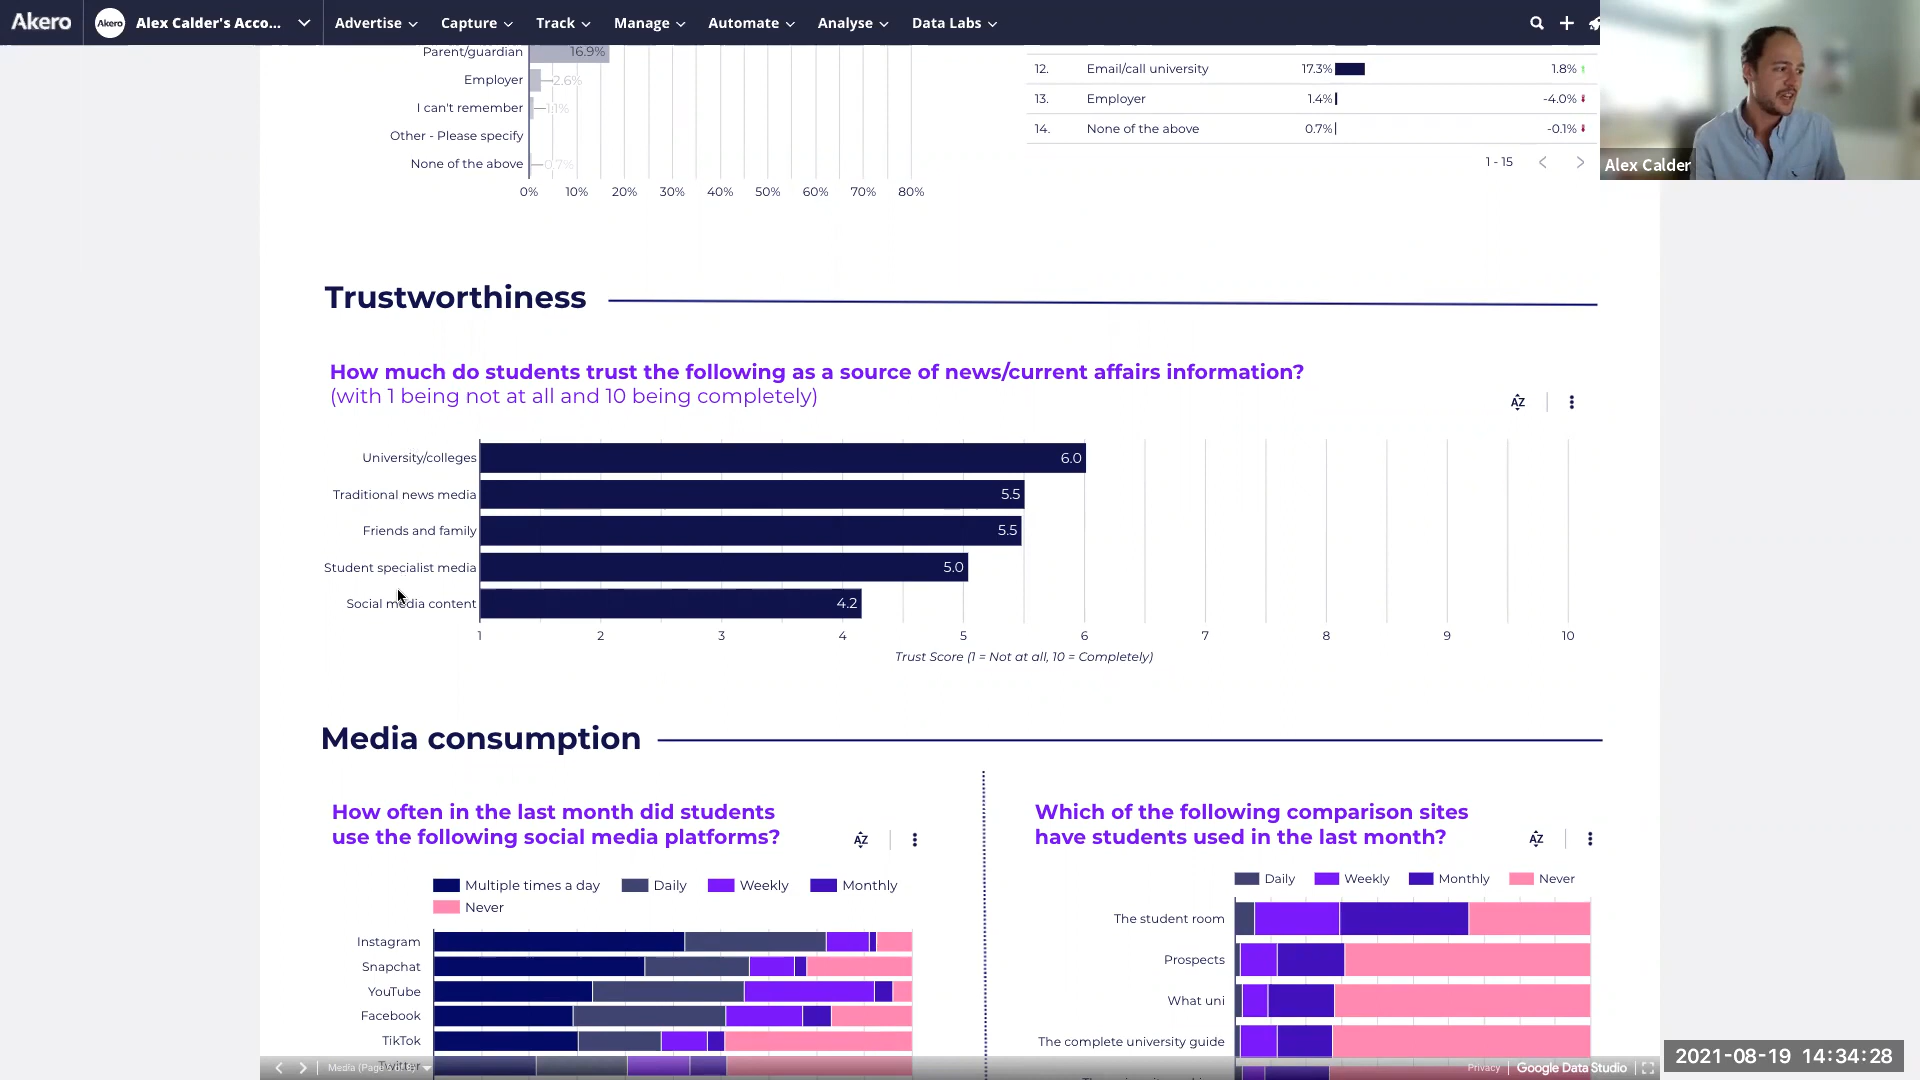 Akero
Akero Alex Calder's Acco...
Advertise Capture Track Manage Automate Analyse Data Labs
Alex Calder
Parent/guardian 16.9%
Employer 2.6%
I can't remember 1.1%
Other - Please specify
None of the above 0.7%
0% 10% 20% 30% 40% 50% 60% 70% 80%
12. Email/call university 17.3% 1.8%
13. Employer 1.4% -4.0%
14. None of the above 0.7% -0.1%
1 - 15
Trustworthiness
How much do students trust the following as a source of news/current affairs information?
(with 1 being not at all and 10 being completely)
AZ
University/colleges 6.0
Traditional news media 5.5
Friends and family 5.5
Student specialist media 5.0
Social media content 4.2
1 2 3 4 5 6 7 8 9 10
Trust Score (1 = Not at all, 10 = Completely)
Media consumption
How often in the last month did students
use the following social media platforms?
AZ
Multiple times a day Daily Weekly Monthly
Never
Instagram
Snapchat
YouTube
Facebook
TikTok
Twitter
Which of the following comparison sites
have students used in the last month?
AZ
Daily Weekly Monthly Never
The student room
Prospects
What uni
The complete university guide
Media (Page
Privacy Google Data Studio
2021-08-19 14:34:28